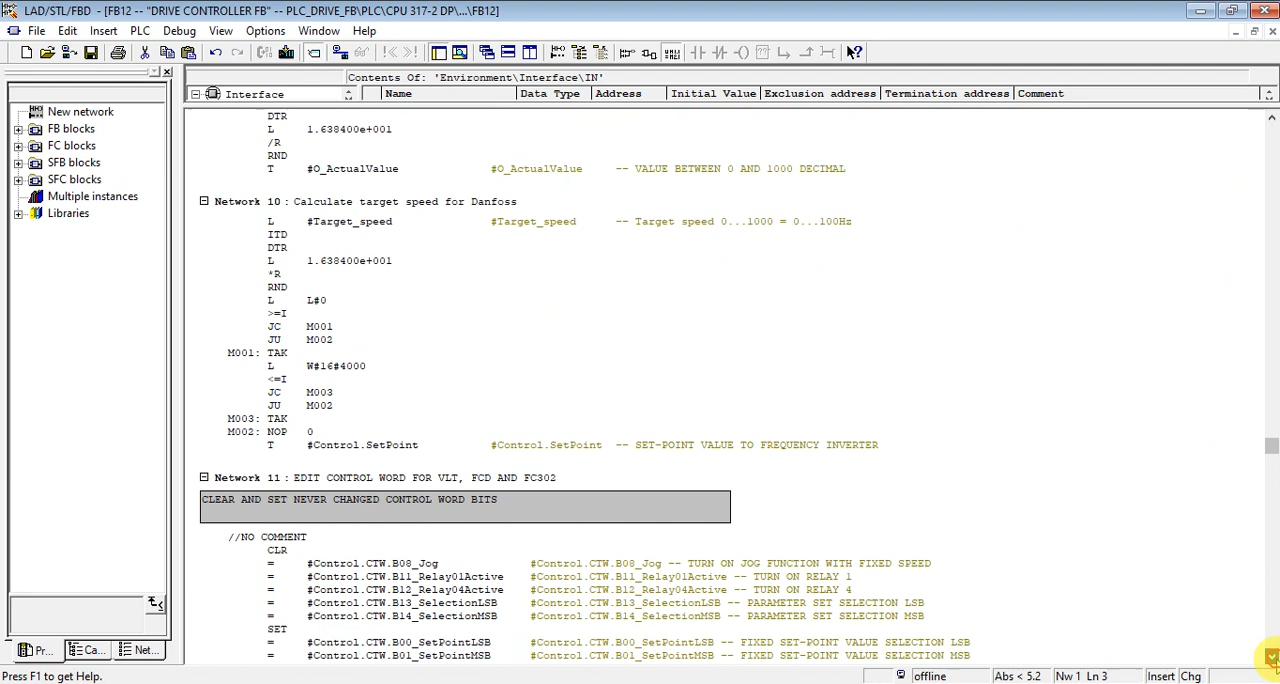 LAD/STL/FBD - [FB12 -- "DRIVE CONTROLLER FB" -- PLC_DRIVE_FB\PLC\CPU 317-2 DP\...\FB12]
File Edit Insert PLC Debug View Options Window Help
Contents Of: 'Environment\Interface\IN'
Interface Name Data Type Address Initial Value Exclusion address Termination address Comment
New network
FB blocks
FC blocks
SFB blocks
SFC blocks
Multiple instances
Libraries
DTR
L 1.638400e+001
/R
RND
T #O_ActualValue #O_ActualValue -- VALUE BETWEEN 0 AND 1000 DECIMAL
Network 10 : Calculate target speed for Danfoss
L #Target_speed #Target_speed -- Target speed 0...1000 = 0...100Hz
ITD
DTR
L 1.638400e+001
*R
RND
L L#0
>=I
JC M001
JU M002
M001: TAK
L W#16#4000
<=I
JC M003
JU M002
M003: TAK
M002: NOP 0
T #Control.SetPoint #Control.SetPoint -- SET-POINT VALUE TO FREQUENCY INVERTER
Network 11 : EDIT CONTROL WORD FOR VLT, FCD AND FC302
CLEAR AND SET NEVER CHANGED CONTROL WORD BITS
//NO COMMENT
CLR
= #Control.CTW.B08_Jog #Control.CTW.B08_Jog -- TURN ON JOG FUNCTION WITH FIXED SPEED
= #Control.CTW.B11_Relay01Active #Control.CTW.B11_Relay01Active -- TURN ON RELAY 1
= #Control.CTW.B12_Relay04Active #Control.CTW.B12_Relay04Active -- TURN ON RELAY 4
= #Control.CTW.B13_SelectionLSB #Control.CTW.B13_SelectionLSB -- PARAMETER SET SELECTION LSB
= #Control.CTW.B14_SelectionMSB #Control.CTW.B14_SelectionMSB -- PARAMETER SET SELECTION MSB
SET
= #Control.CTW.B00_SetPointLSB #Control.CTW.B00_SetPointLSB -- FIXED SET-POINT VALUE SELECTION LSB
= #Control.CTW.B01_SetPointMSB #Control.CTW.B01_SetPointMSB -- FIXED SET-POINT VALUE SELECTION MSB
Pr... Ca... Net...
Press F1 to get Help. offline Abs < 5.2 Nw 1 Ln 3 Insert Chg